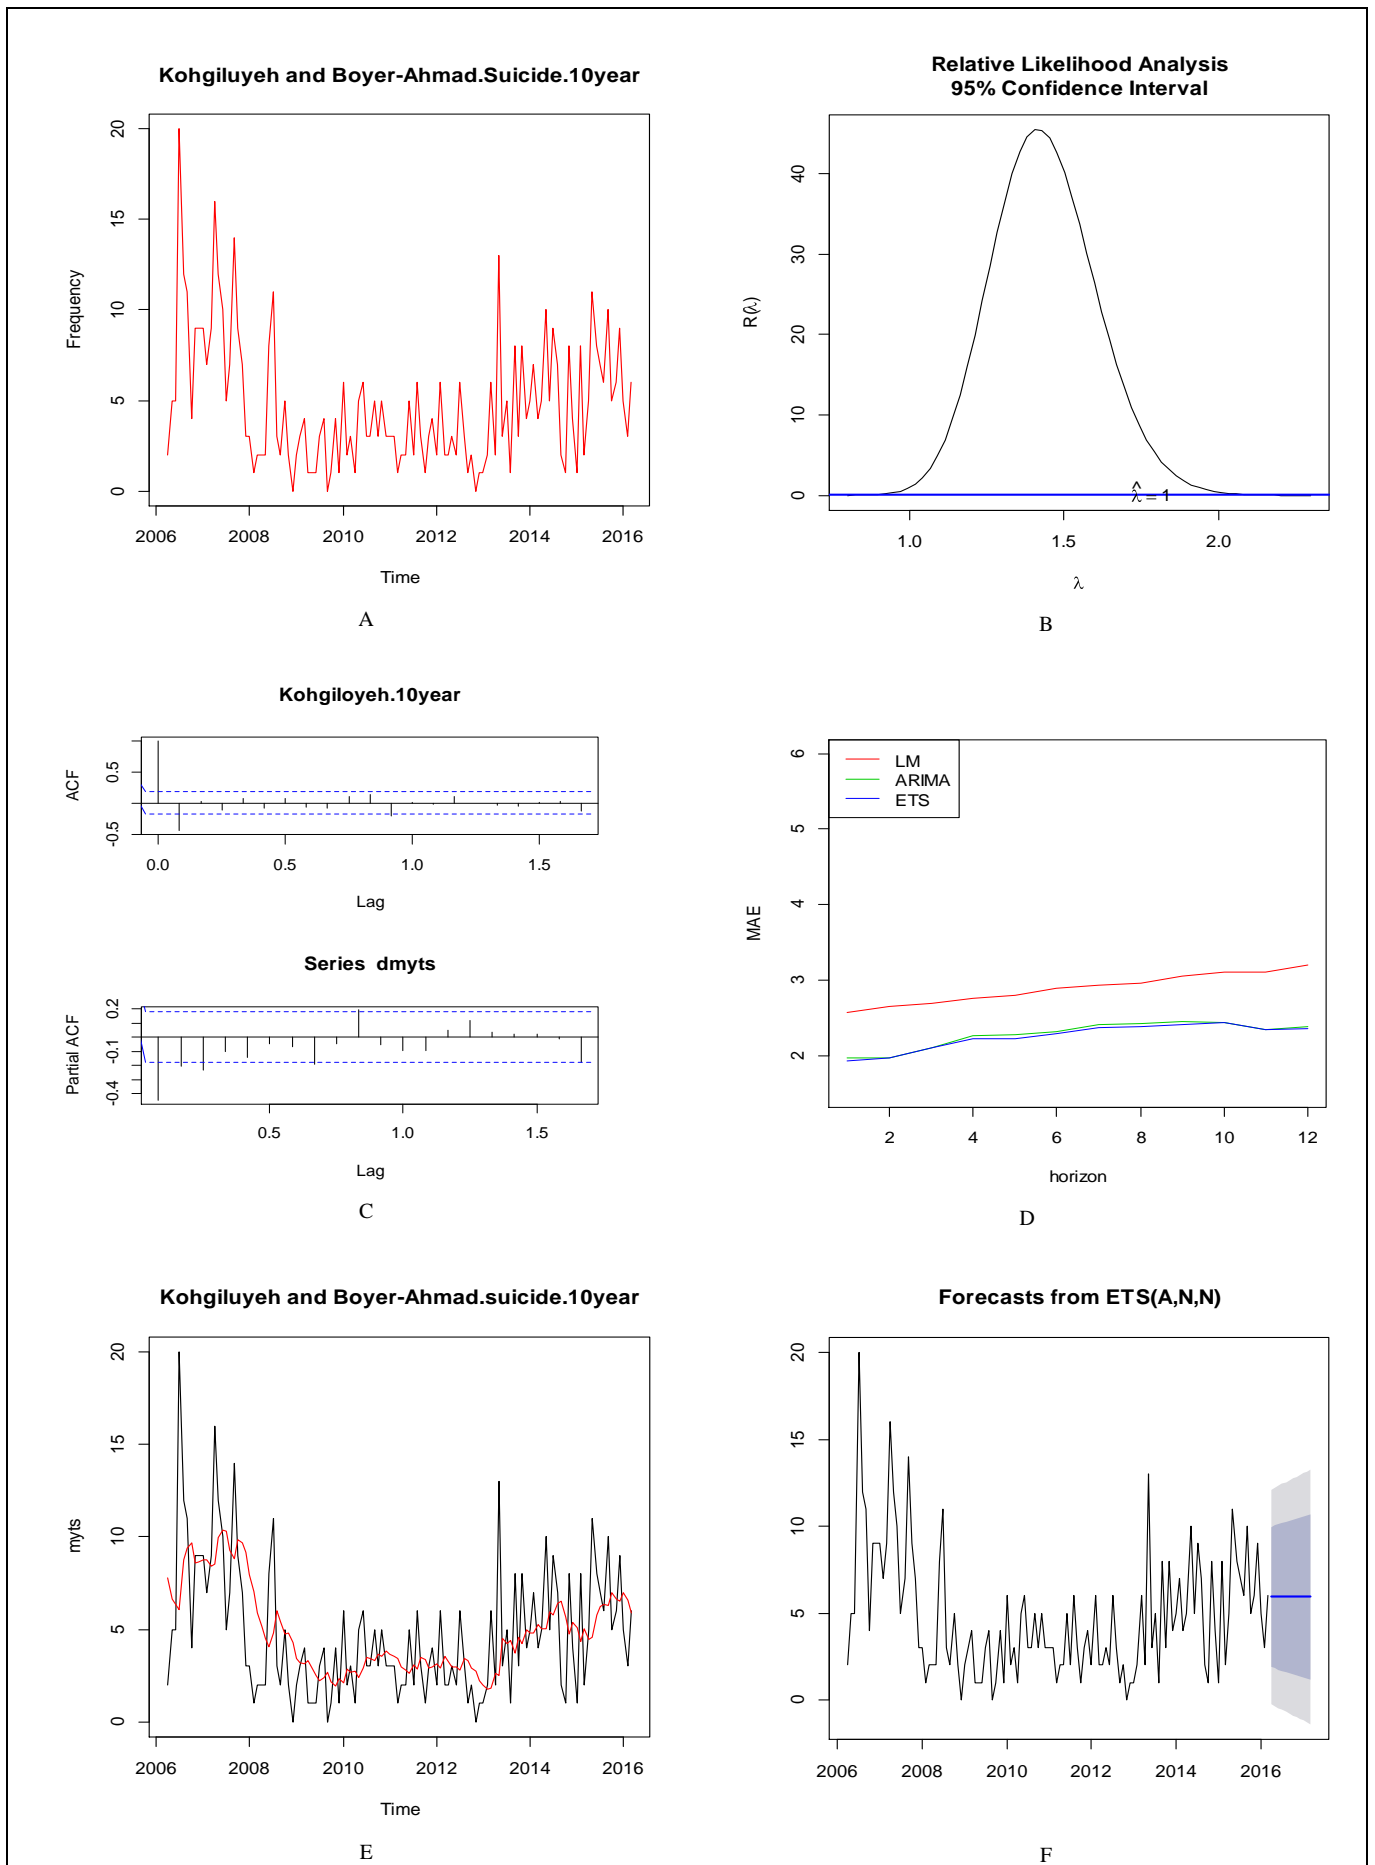 Kohgiluyeh and Boyer-Ahmad.Suicide.10year
Frequency
20
15
10
5
0
2006 2008 2010 2012 2014 2016
Time
A
Relative Likelihood Analysis
95% Confidence Interval
R(λ)
40
30
20
10
0
λ̂ = 1
1.0 1.5 2.0
λ
B
Kohgiloyeh.10year
ACF
0.5
-0.5
0.0 0.5 1.0 1.5
Lag
Series dmyts
Partial ACF
0.2
-0.1
-0.4
0.5 1.0 1.5
Lag
C
LM
ARIMA
ETS
MAE
6
5
4
3
2
2 4 6 8 10 12
horizon
D
Kohgiluyeh and Boyer-Ahmad.suicide.10year
myts
20
15
10
5
0
2006 2008 2010 2012 2014 2016
Time
E
Forecasts from ETS(A,N,N)
20
15
10
5
0
2006 2008 2010 2012 2014 2016
F